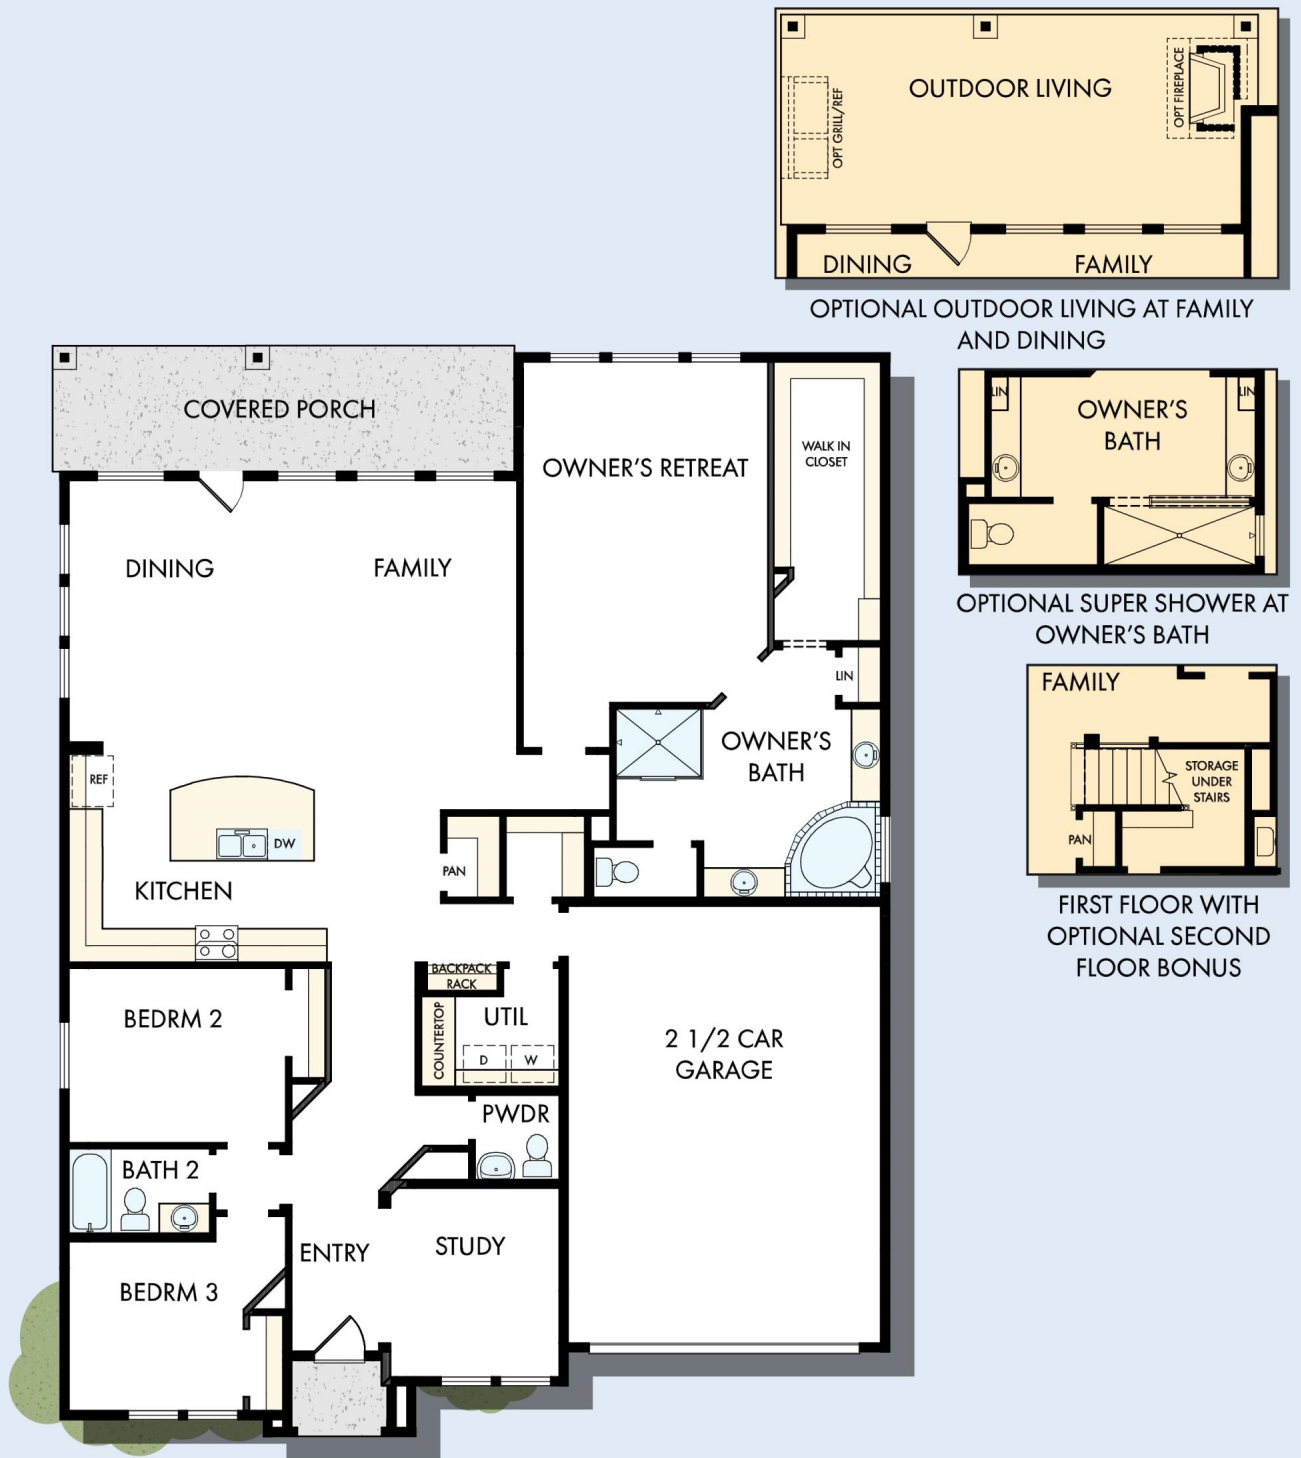 OUTDOOR LIVING
OPT GRILL/REF
OPT FIREPLACE
DINING
FAMILY
OPTIONAL OUTDOOR LIVING AT FAMILY
AND DINING
COVERED PORCH
OWNER'S RETREAT
WALK IN
CLOSET
DINING
FAMILY
LIN
OWNER'S
BATH
REF
DW
KITCHEN
PAN
BACKPACK
RACK
COUNTERTOP
UTIL
D
W
2 1/2 CAR
GARAGE
BEDRM 2
PWDR
BATH 2
ENTRY
STUDY
BEDRM 3
LIN
OWNER'S
BATH
LIN
OPTIONAL SUPER SHOWER AT
OWNER'S BATH
FAMILY
STORAGE
UNDER
STAIRS
PAN
FIRST FLOOR WITH
OPTIONAL SECOND
FLOOR BONUS